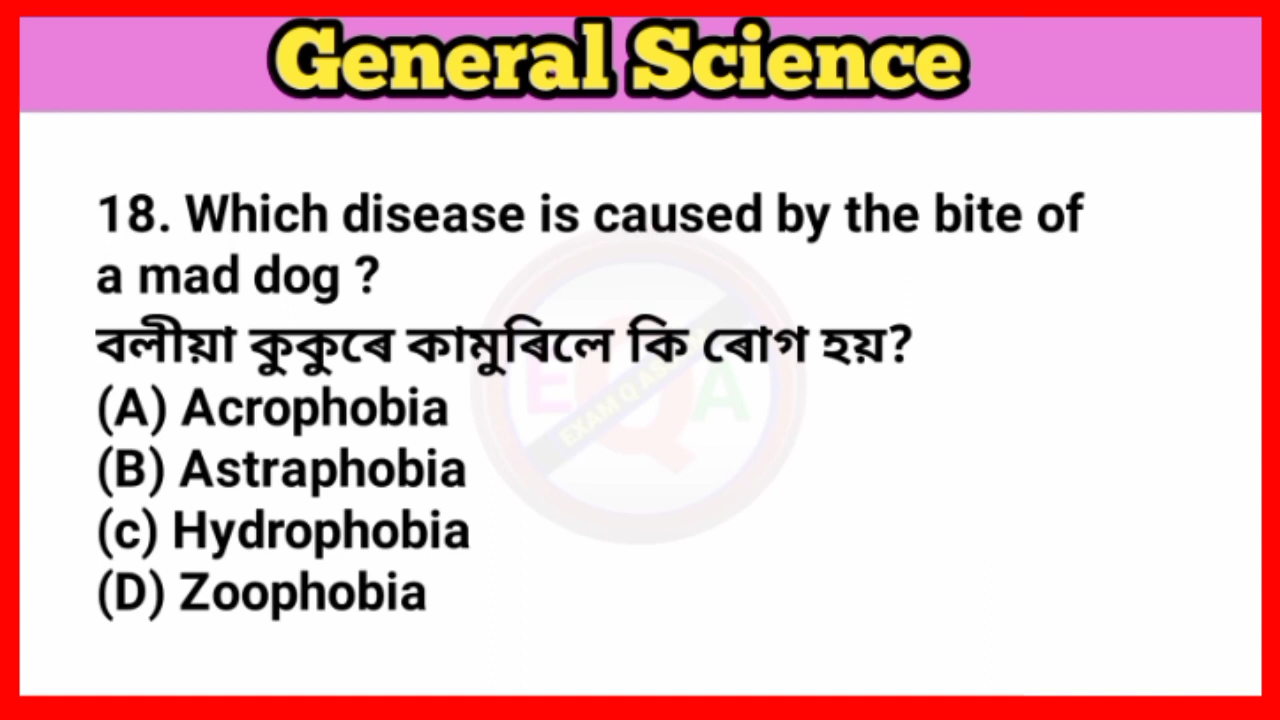 General Science
18. Which disease is caused by the bite of
a mad dog ?
বলীয়া কুকুৰে কামুৰিলে কি ৰোগ হয়?
(A) Acrophobia
(B) Astraphobia
(c) Hydrophobia
(D) Zoophobia